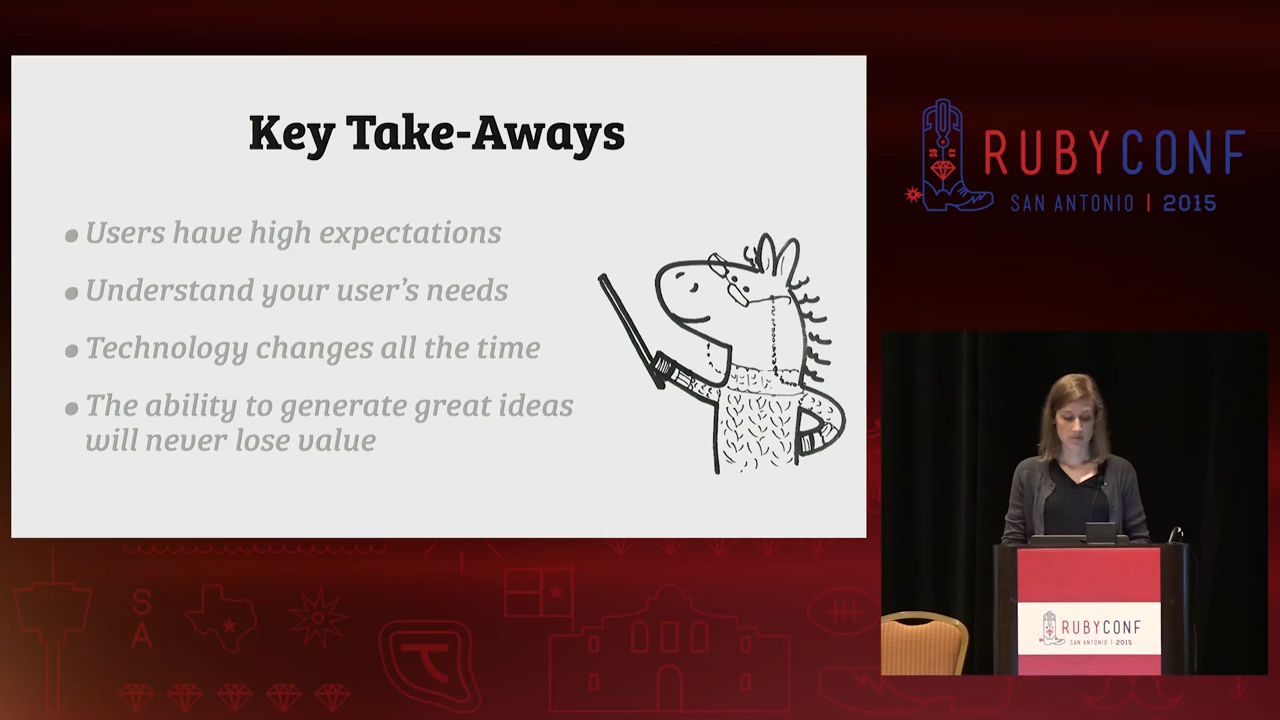 Key Take-Aways
Users have high expectations
Understand your user's needs
Technology changes all the time
The ability to generate great ideas
will never lose value
RUBYCONF
SAN ANTONIO | 2015
S
A
RUBYCONF
SAN ANTONIO | 2015